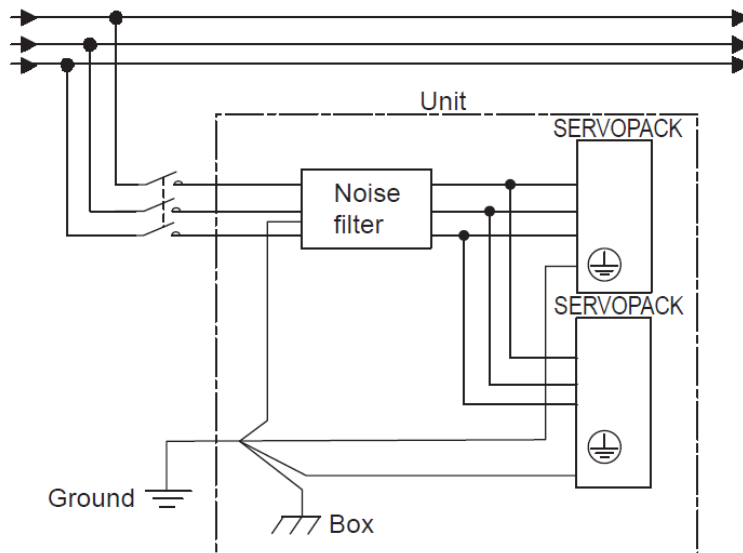 Unit
SERVOPACK
Noise
filter
SERVOPACK
Ground
Box